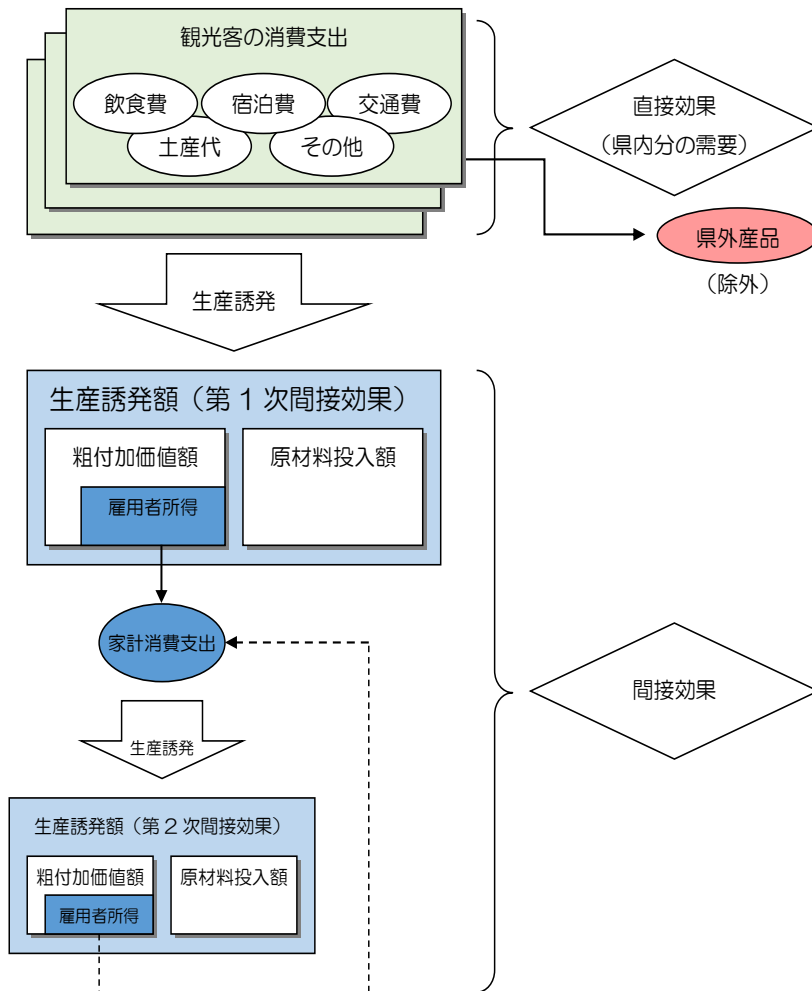 観光客の消費支出
飲食費
宿泊費
交通費
土産代
その他
直接効果
（県内分の需要）
県外産品
（除外）
生産誘発
生産誘発額（第１次間接効果）
粗付加価値額
原材料投入額
雇用者所得
家計消費支出
間接効果
生産誘発
生産誘発額（第２次間接効果）
粗付加価値額
原材料投入額
雇用者所得